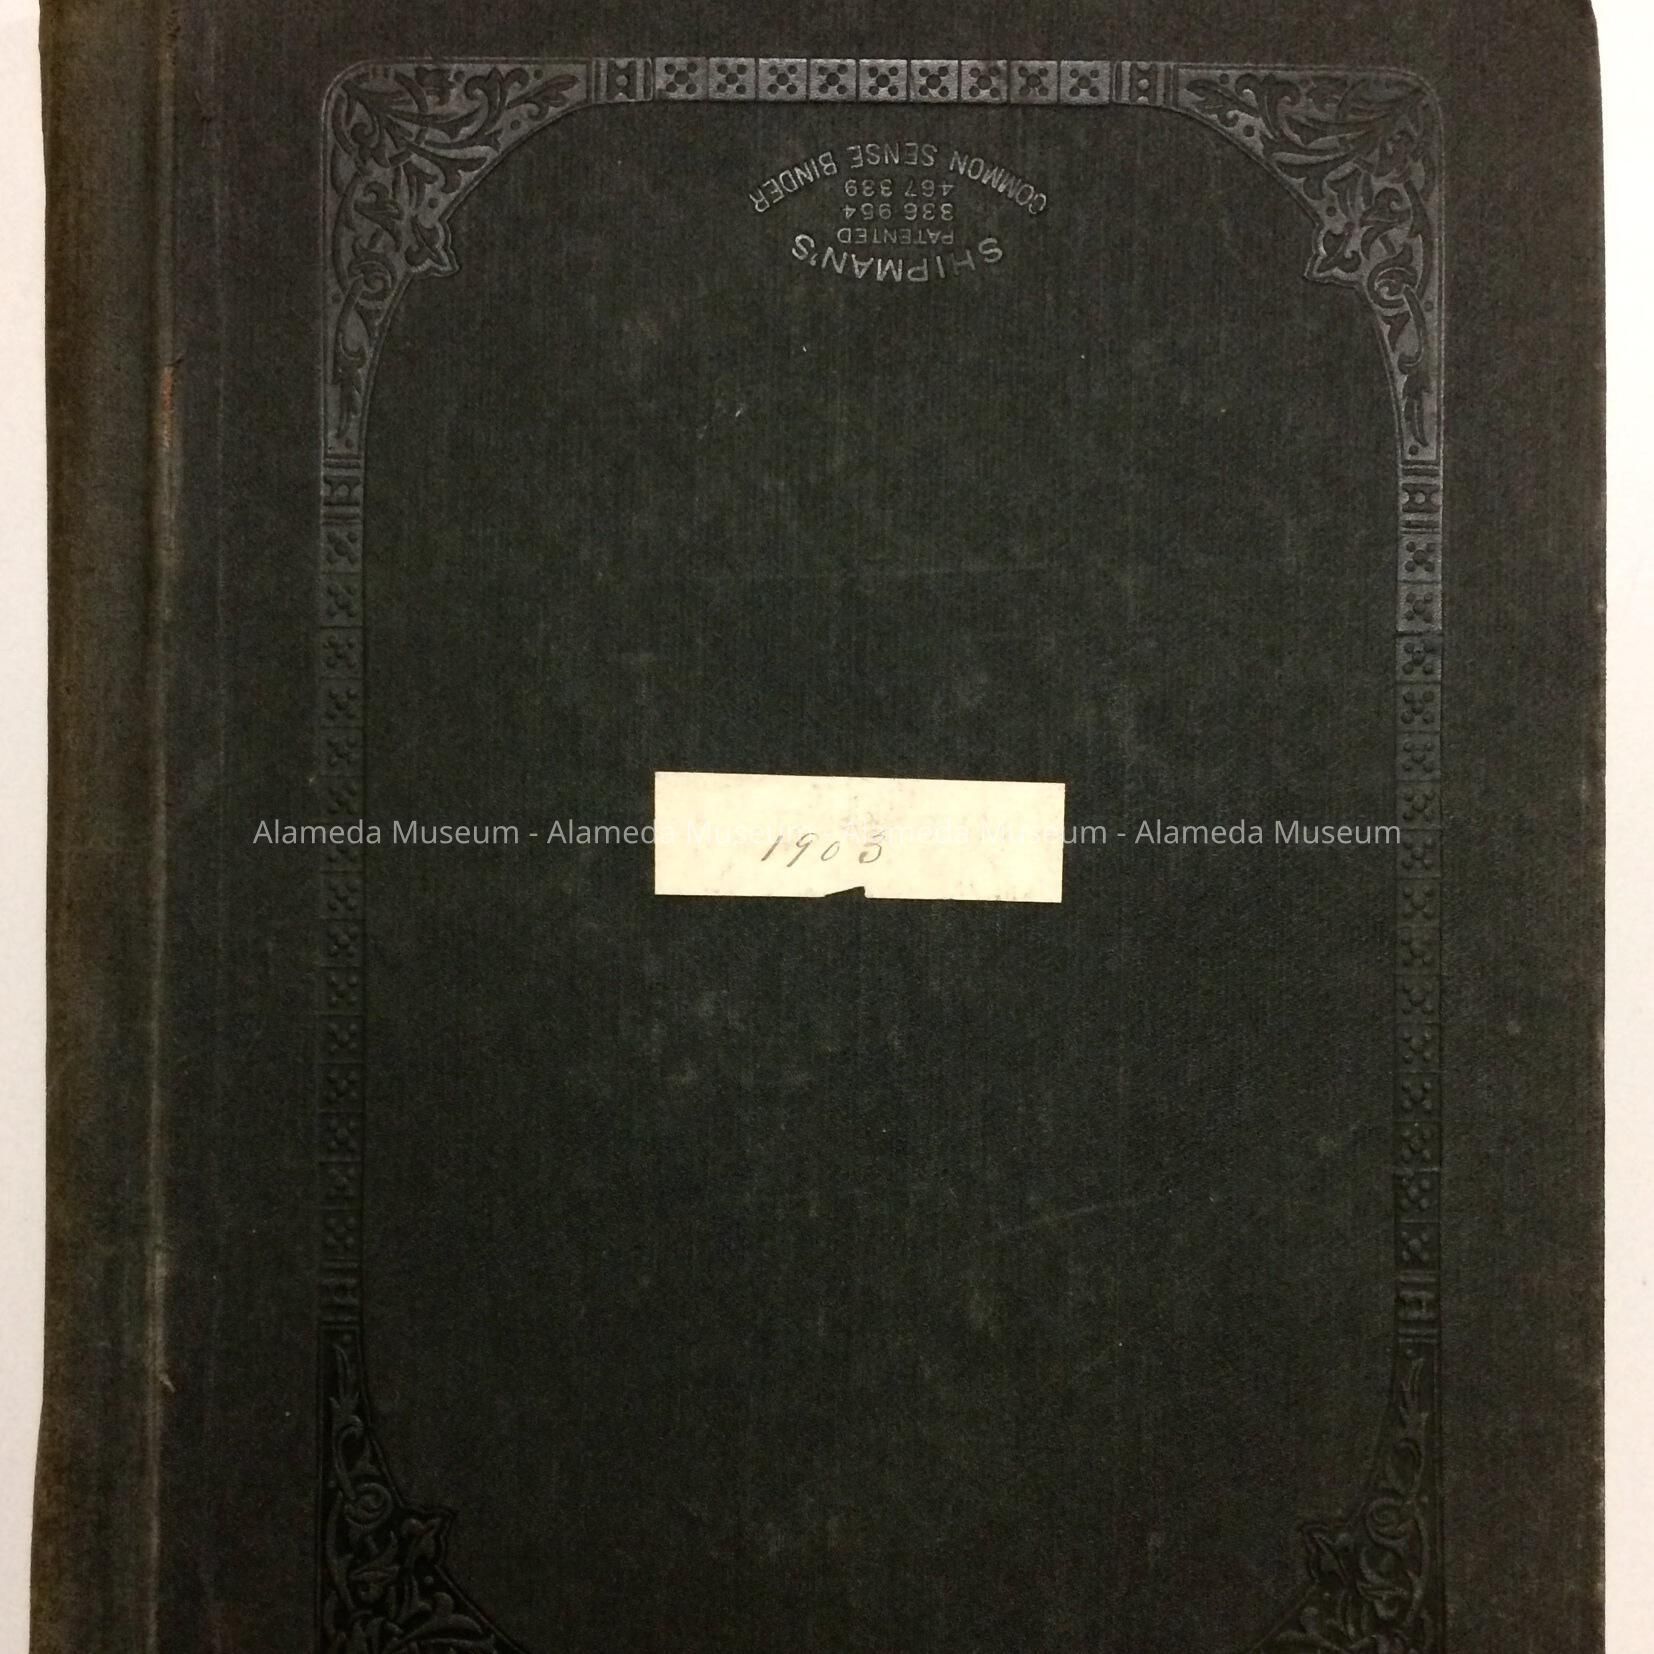 SHIPMAN'S
PATENTED
336 954
467 339
COMMON SENSE BINDER
1903
Alameda Museum - Alameda Museum - Alameda Museum - Alameda Museum